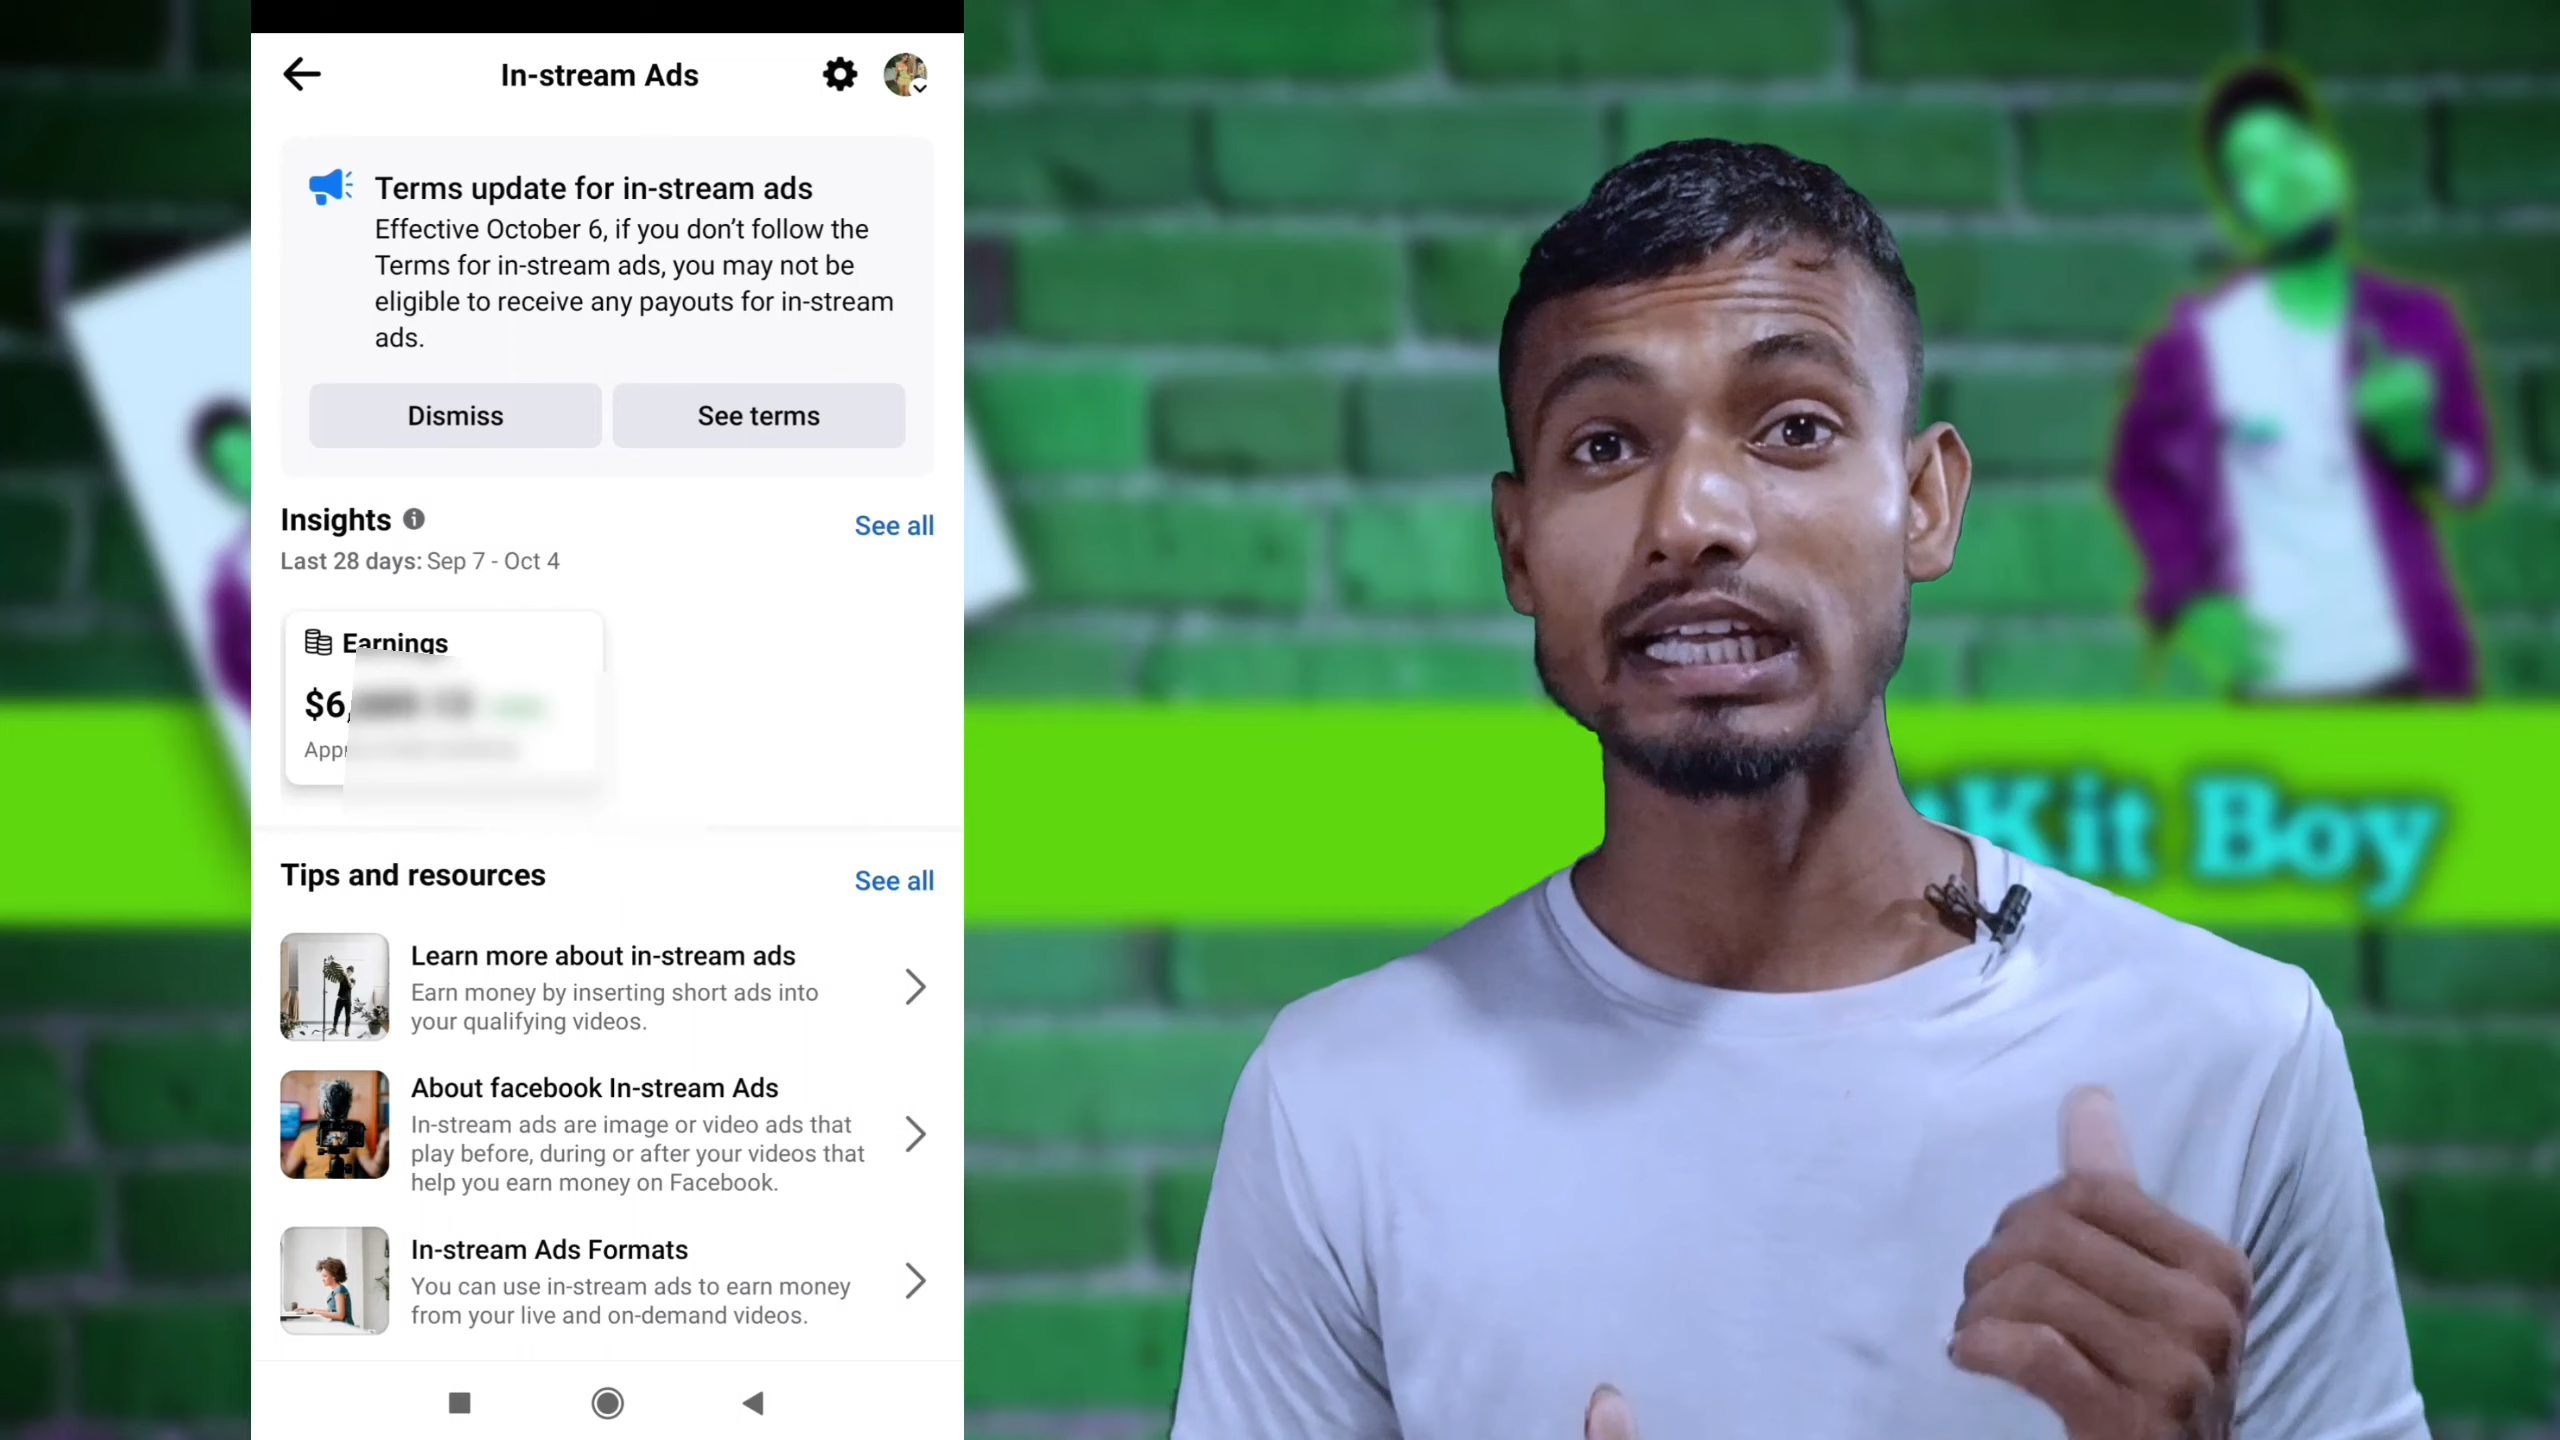 In-stream Ads
Terms update for in-stream ads
Effective October 6, if you don’t follow the
Terms for in-stream ads, you may not be
eligible to receive any payouts for in-stream
ads.
Dismiss
See terms
Insights
See all
Last 28 days: Sep 7 - Oct 4
Earnings
$6,
Tips and resources
See all
Learn more about in-stream ads
Earn money by inserting short ads into
your qualifying videos.
About facebook In-stream Ads
In-stream ads are image or video ads that
play before, during or after your videos that
help you earn money on Facebook.
In-stream Ads Formats
You can use in-stream ads to earn money
from your live and on-demand videos.
Kit Boy